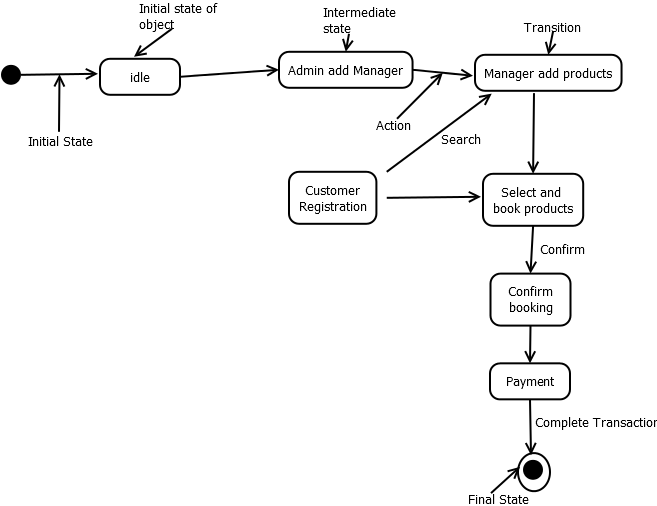 Initial state of
object
Intermediate
state
Transition
idle
Admin add Manager
Manager add products
Initial State
Action
Search
Customer
Registration
Select and
book products
Confirm
Confirm
booking
Payment
Complete Transaction
Final State